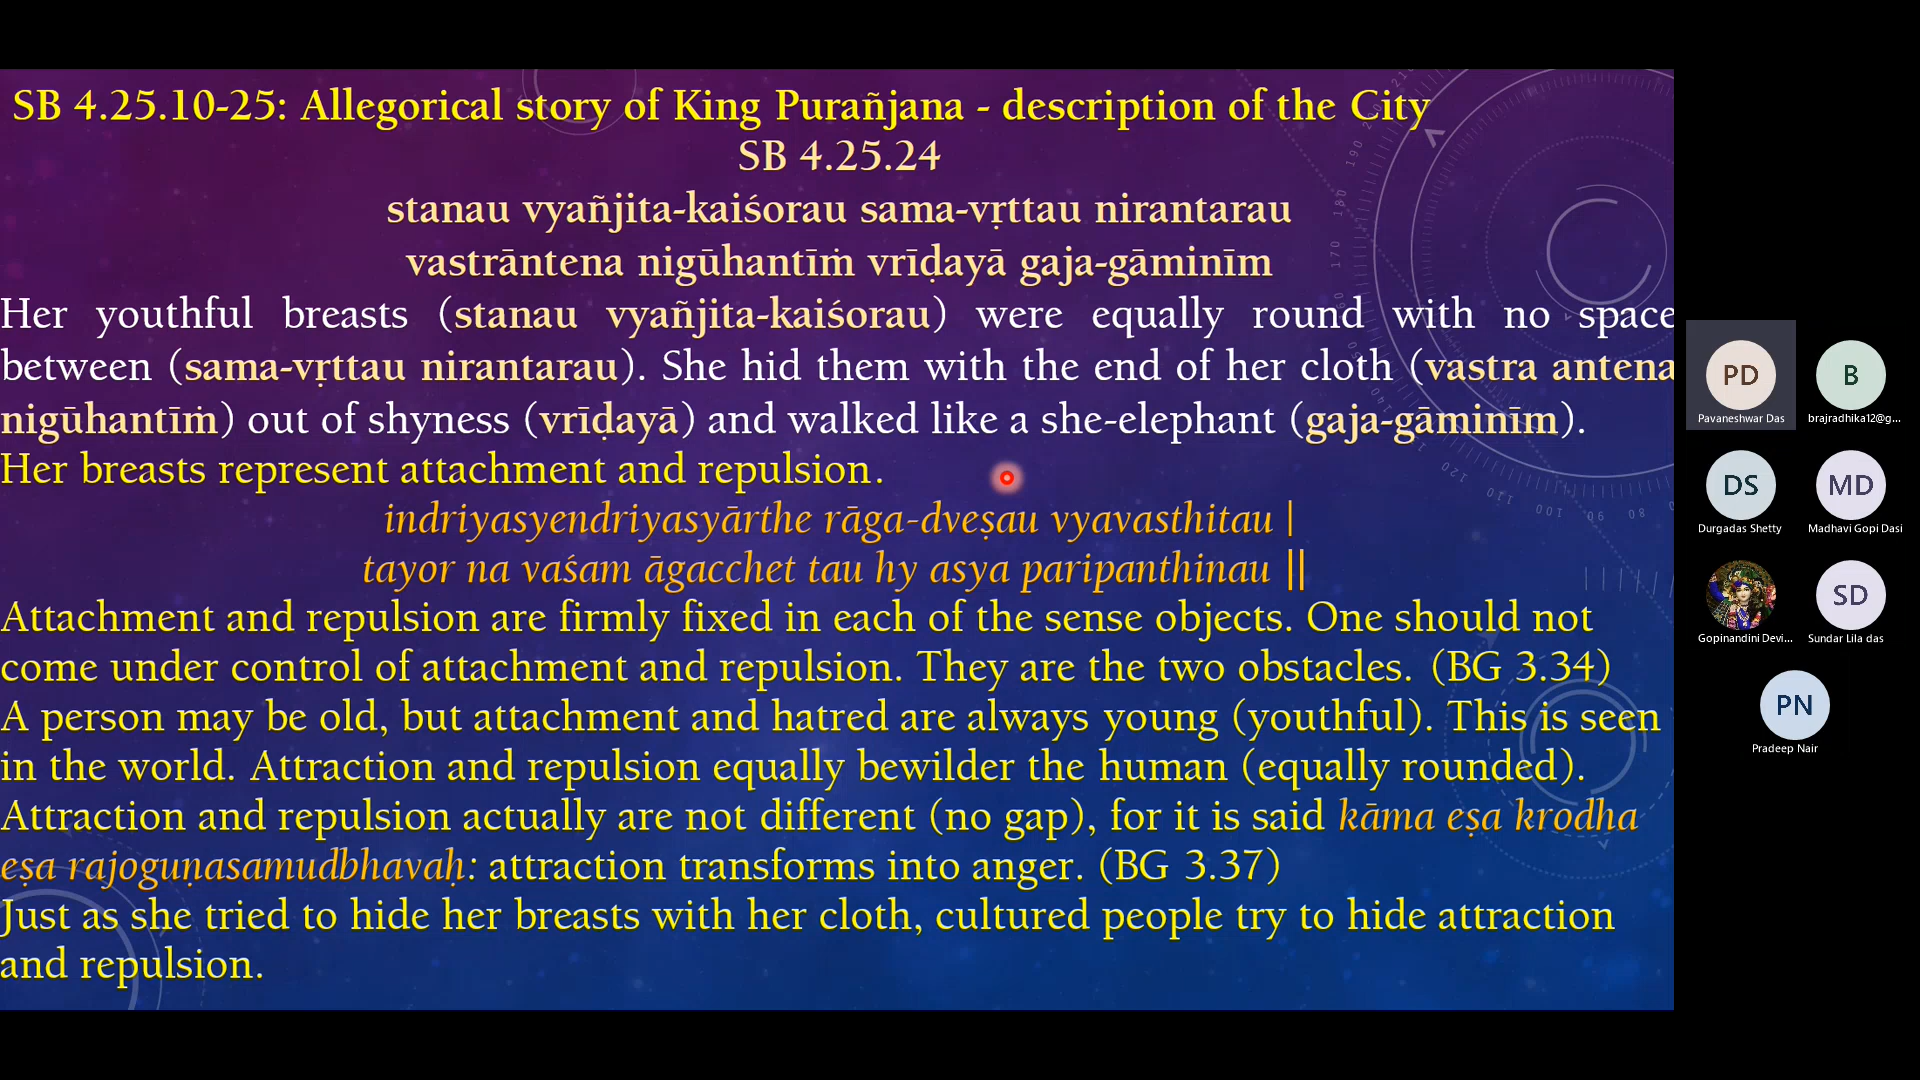 SB 4.25.10-25: Allegorical story of King Purañjana - description of the City
SB 4.25.24
stanau vyañjita-kaiśorau sama-vṛttau nirantarau
vastrāntena nigūhantīṁ vrīḍayā gaja-gāminīm
Her youthful breasts (stanau vyañjita-kaiśorau) were equally round with no space
between (sama-vṛttau nirantarau). She hid them with the end of her cloth (vastra antena
nigūhantīṁ) out of shyness (vrīḍayā) and walked like a she-elephant (gaja-gāminīm).
Her breasts represent attachment and repulsion.
indriyasyendriyasyārthe rāga-dveṣau vyavasthitau |
tayor na vaśam āgacchet tau hy asya paripanthinau ||
Attachment and repulsion are firmly fixed in each of the sense objects. One should not
come under control of attachment and repulsion. They are the two obstacles. (BG 3.34)
A person may be old, but attachment and hatred are always young (youthful). This is seen
in the world. Attraction and repulsion equally bewilder the human (equally rounded).
Attraction and repulsion actually are not different (no gap), for it is said kāma eṣa krodha
eṣa rajoguṇasamudbhavaḥ: attraction transforms into anger. (BG 3.37)
Just as she tried to hide her breasts with her cloth, cultured people try to hide attraction
and repulsion.
PD
Pavaneshwar Das
B
brajradhika12@g...
DS
Durgadas Shetty
MD
Madhavi Gopi Dasi
Gopinandini Devi...
SD
Sundar Lila das
PN
Pradeep Nair